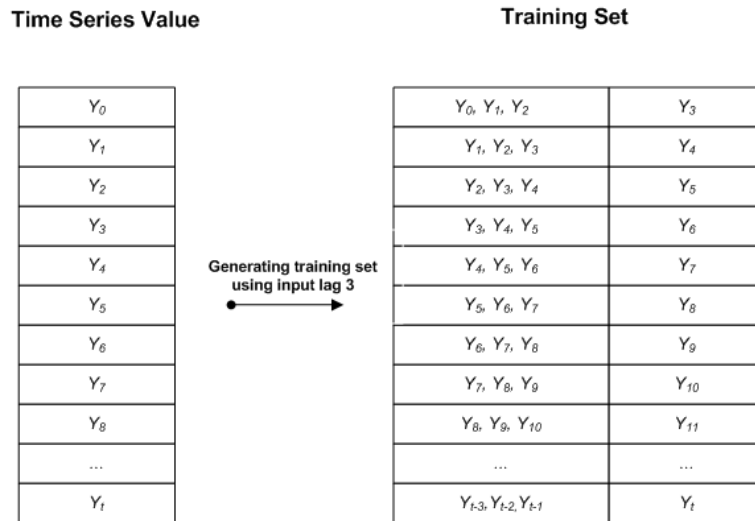 Time Series Value
Training Set
Y0
Y1
Y2
Y3
Y4
Y5
Y6
Y7
Y8
...
Yt
Generating training set
using input lag 3
Y0, Y1, Y2 Y3
Y1, Y2, Y3 Y4
Y2, Y3, Y4 Y5
Y3, Y4, Y5 Y6
Y4, Y5, Y6 Y7
Y5, Y6, Y7 Y8
Y6, Y7, Y8 Y9
Y7, Y8, Y9 Y10
Y8, Y9, Y10 Y11
... ...
Yt-3, Yt-2, Yt-1 Yt